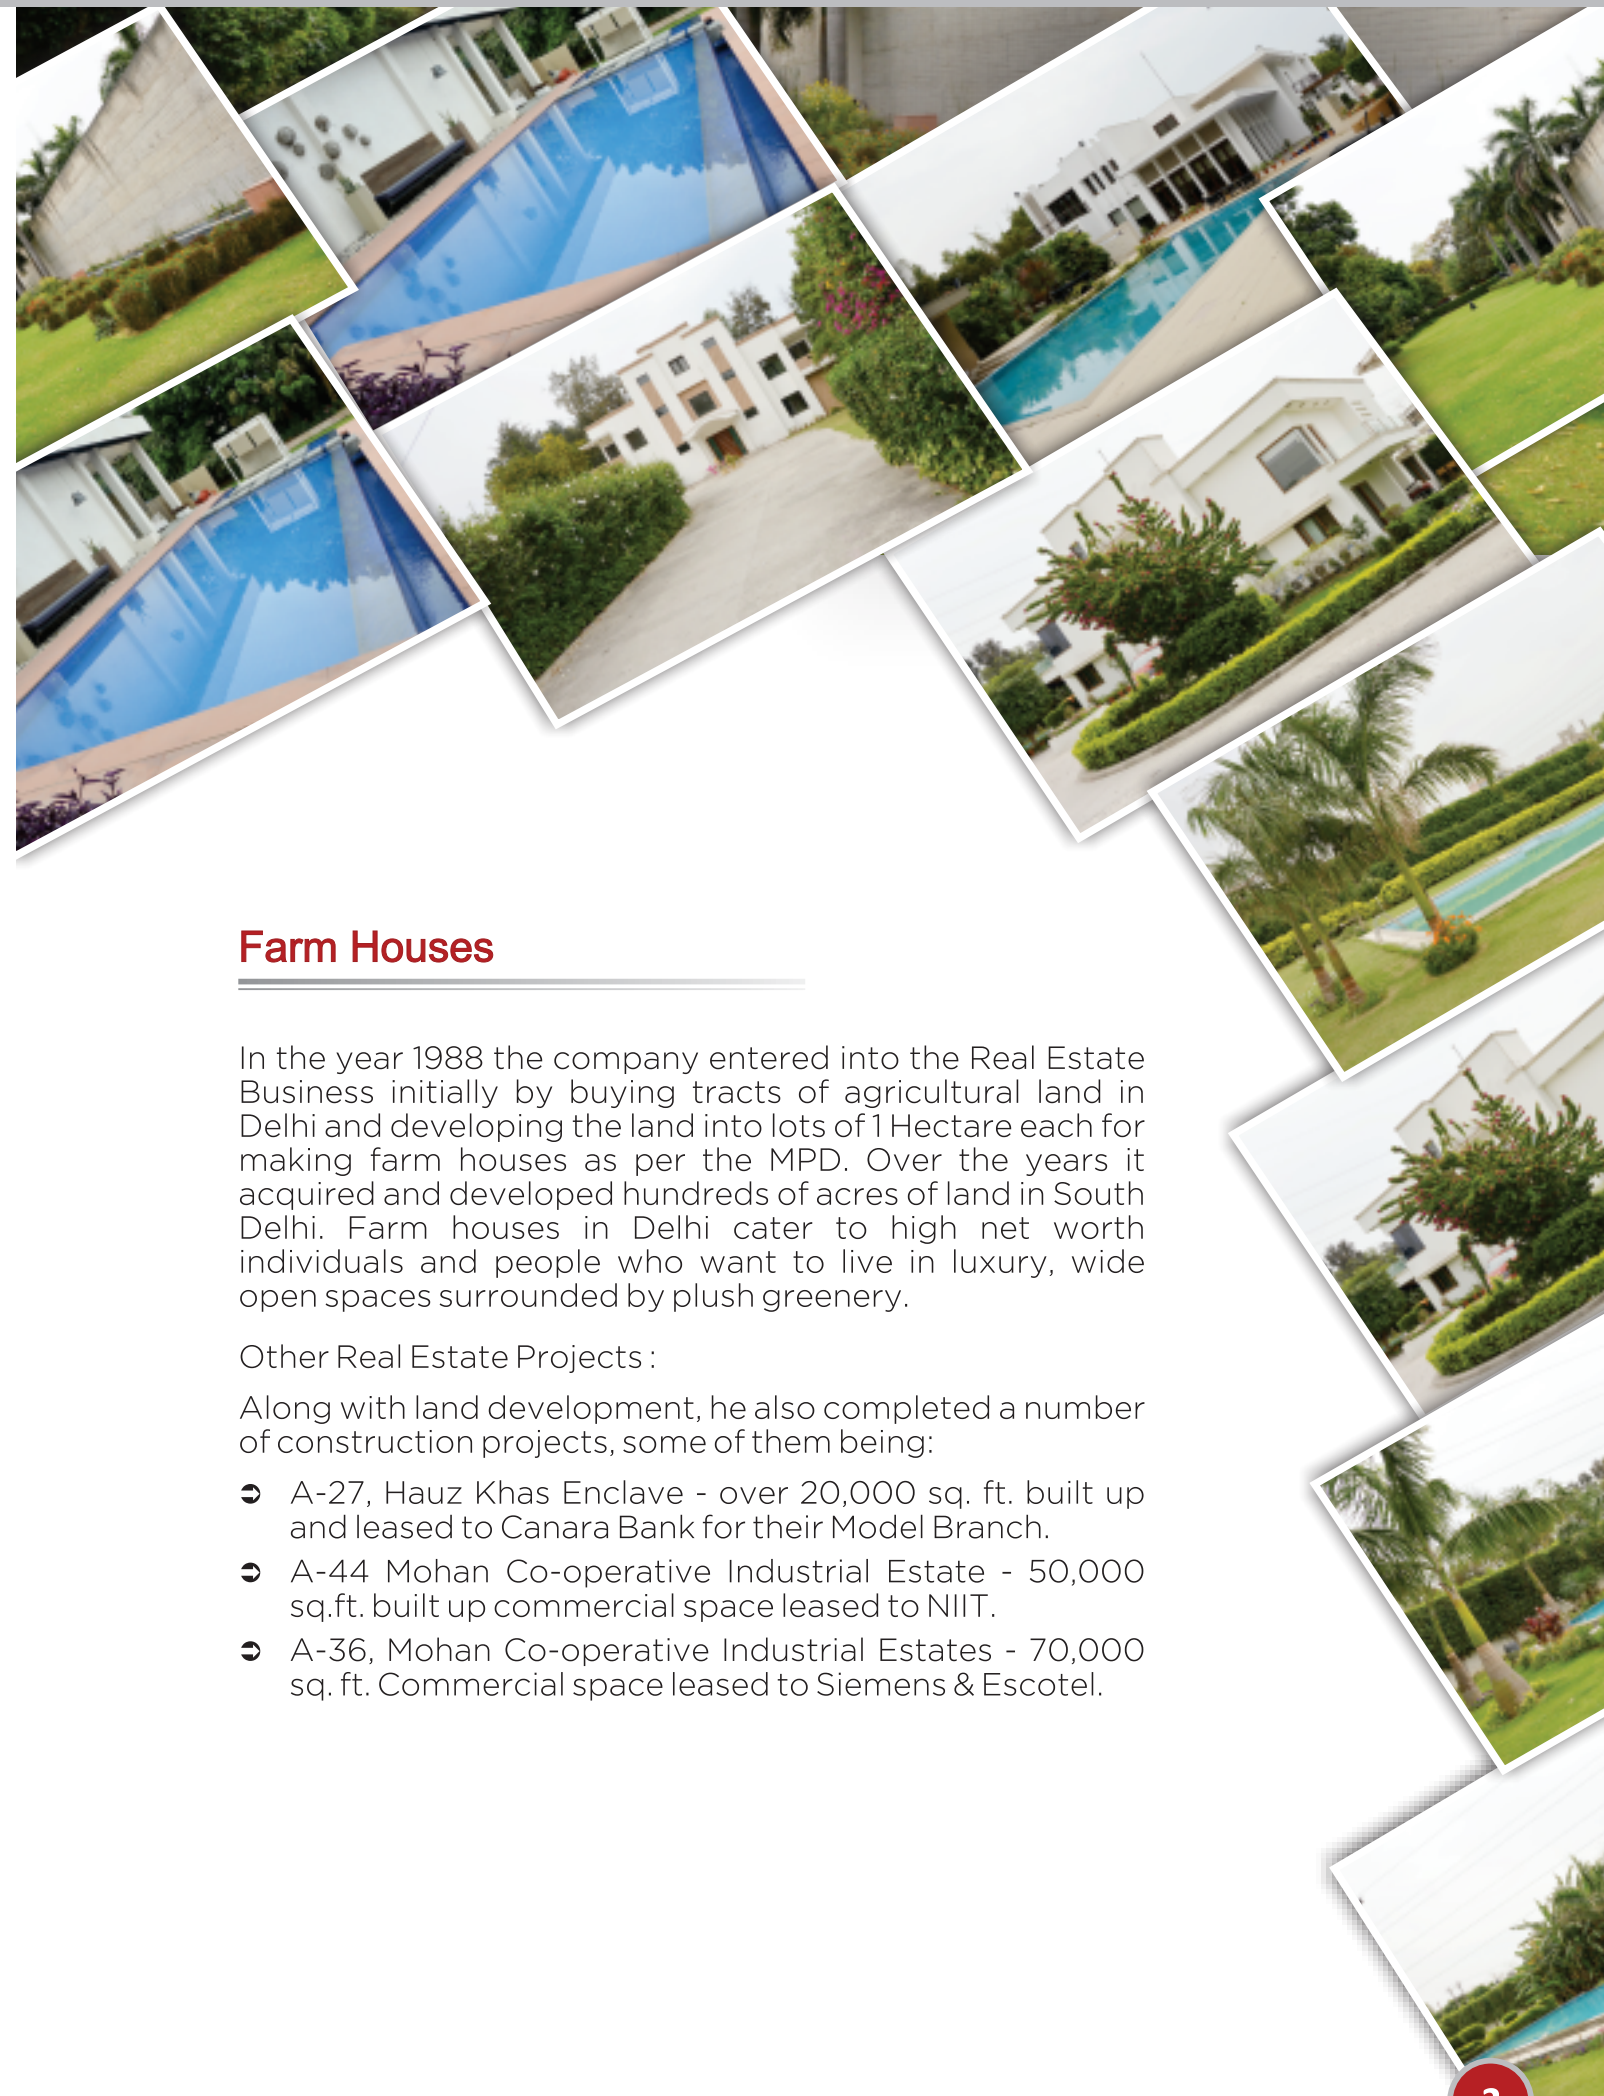 Farm Houses
In the year 1988 the company entered into the Real Estate
Business initially by buying tracts of agricultural land in
Delhi and developing the land into lots of 1 Hectare each for
making farm houses as per the MPD. Over the years it
acquired and developed hundreds of acres of land in South
Delhi. Farm houses in Delhi cater to high net worth
individuals and people who want to live in luxury, wide
open spaces surrounded by plush greenery.
Other Real Estate Projects :
Along with land development, he also completed a number
of construction projects, some of them being:
➲ A-27, Hauz Khas Enclave - over 20,000 sq. ft. built up
and leased to Canara Bank for their Model Branch.
➲ A-44 Mohan Co-operative Industrial Estate - 50,000
sq.ft. built up commercial space leased to NIIT.
➲ A-36, Mohan Co-operative Industrial Estates - 70,000
sq. ft. Commercial space leased to Siemens & Escotel.